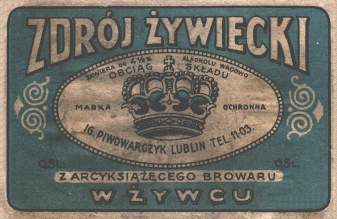 ZDRÓJ ŻYWIECKI
ZAWIERA DO 4½% ALKOHOLU WAGOWO
OBCIĄG SKŁADU
MARKA OCHRONNA
16. PIWOWARCZYK LUBLIN TEL. 11-03.
0,5 L. 0,5 L.
Z ARCYKSIĄŻĘCEGO BROWARU
W ŻYWCU